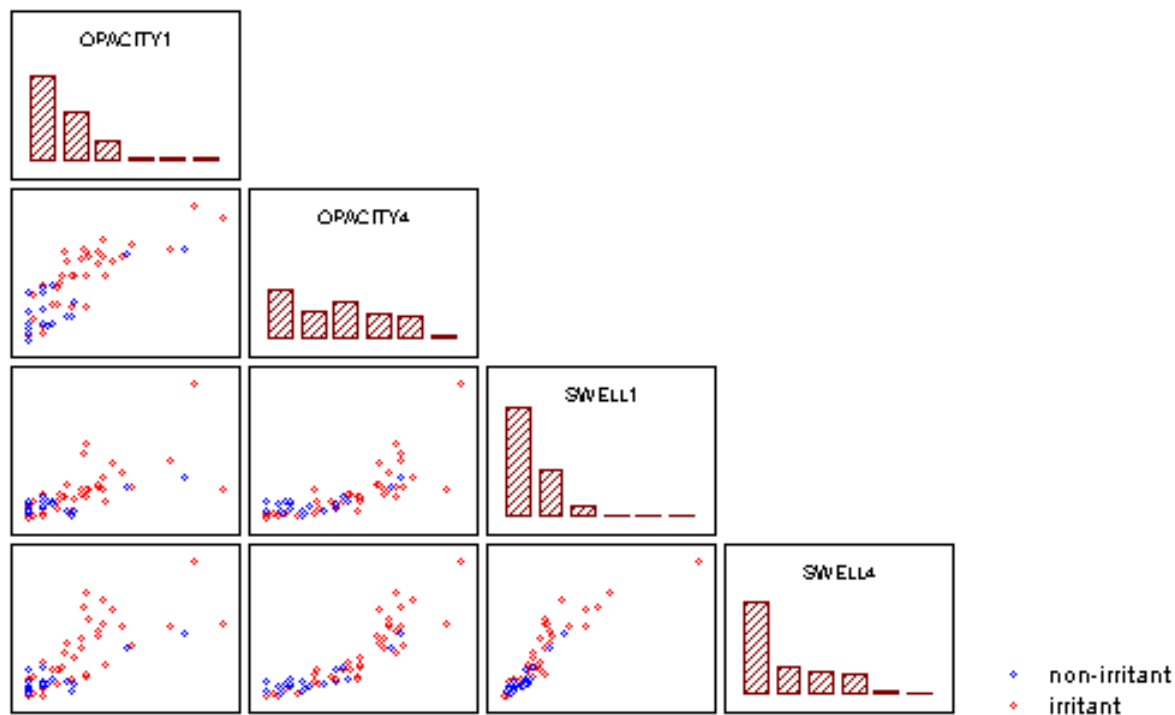 OPACITY1
OPACITY4
SWELL1
SWELL4
non-irritant
irritant